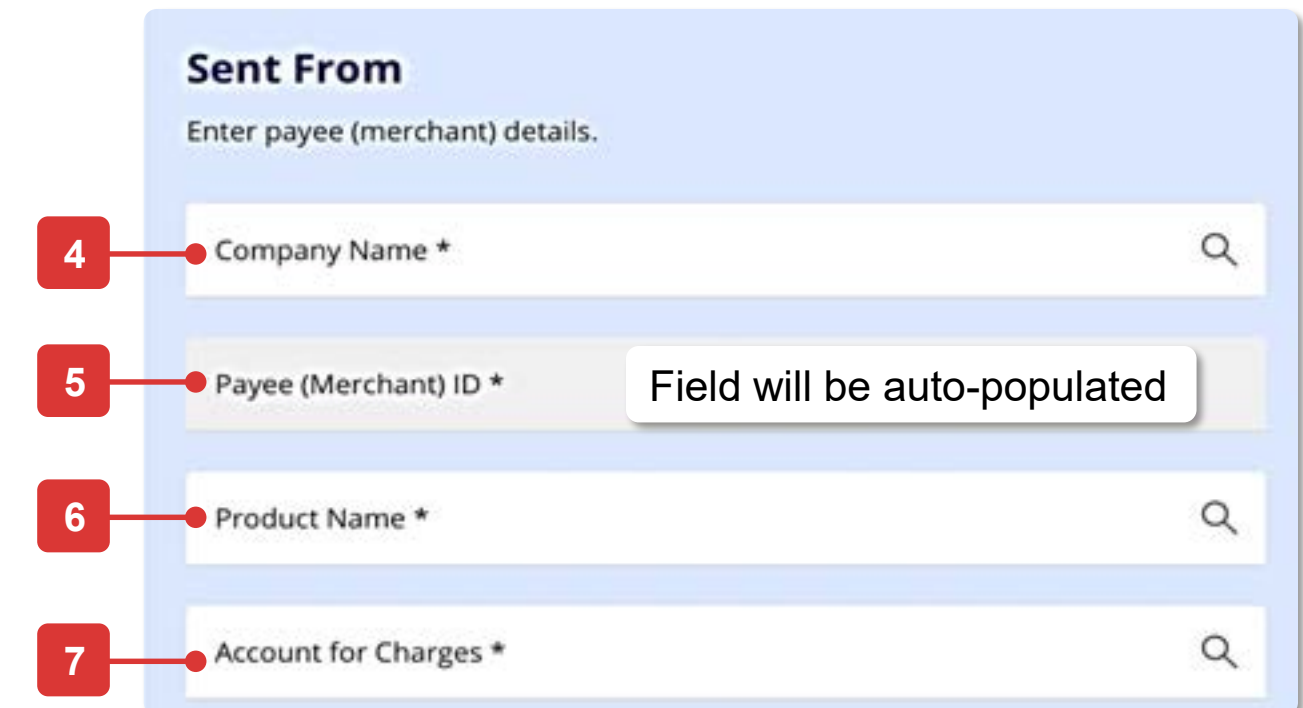 Sent From
Enter payee (merchant) details.
4 Company Name *
5 Payee (Merchant) ID * Field will be auto-populated
6 Product Name *
7 Account for Charges *